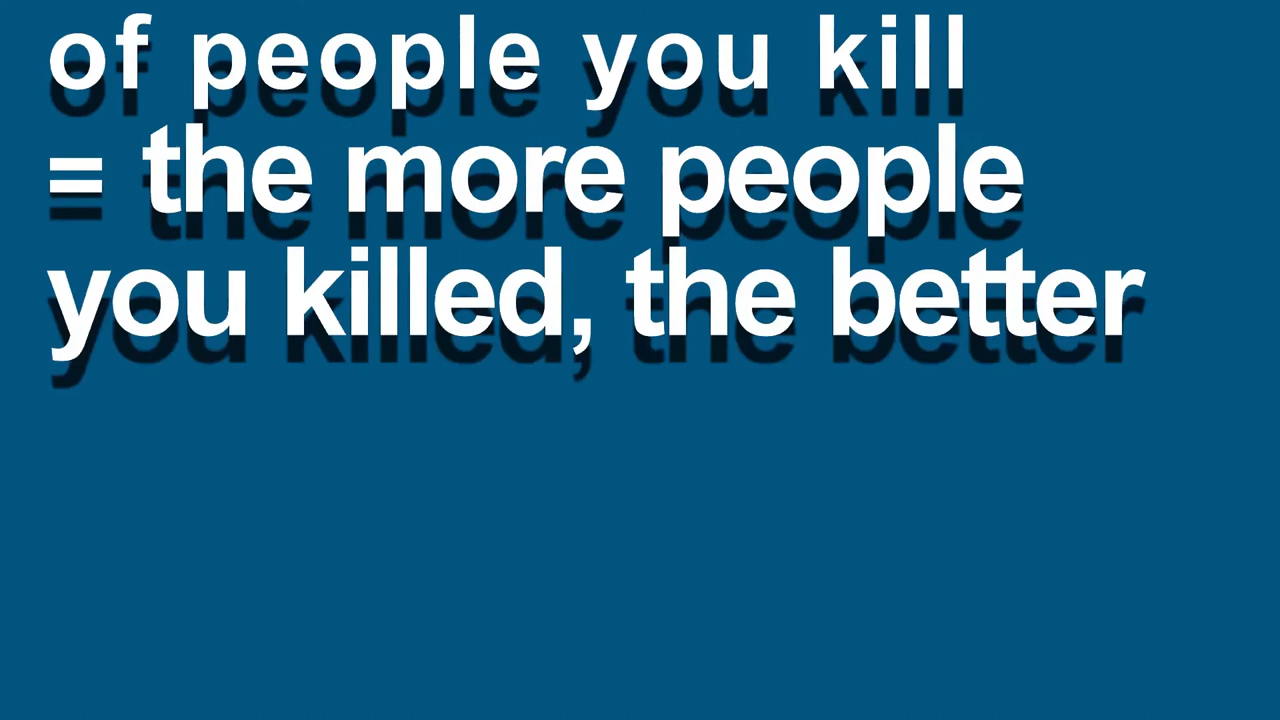 of people you kill
= the more people
you killed, the better